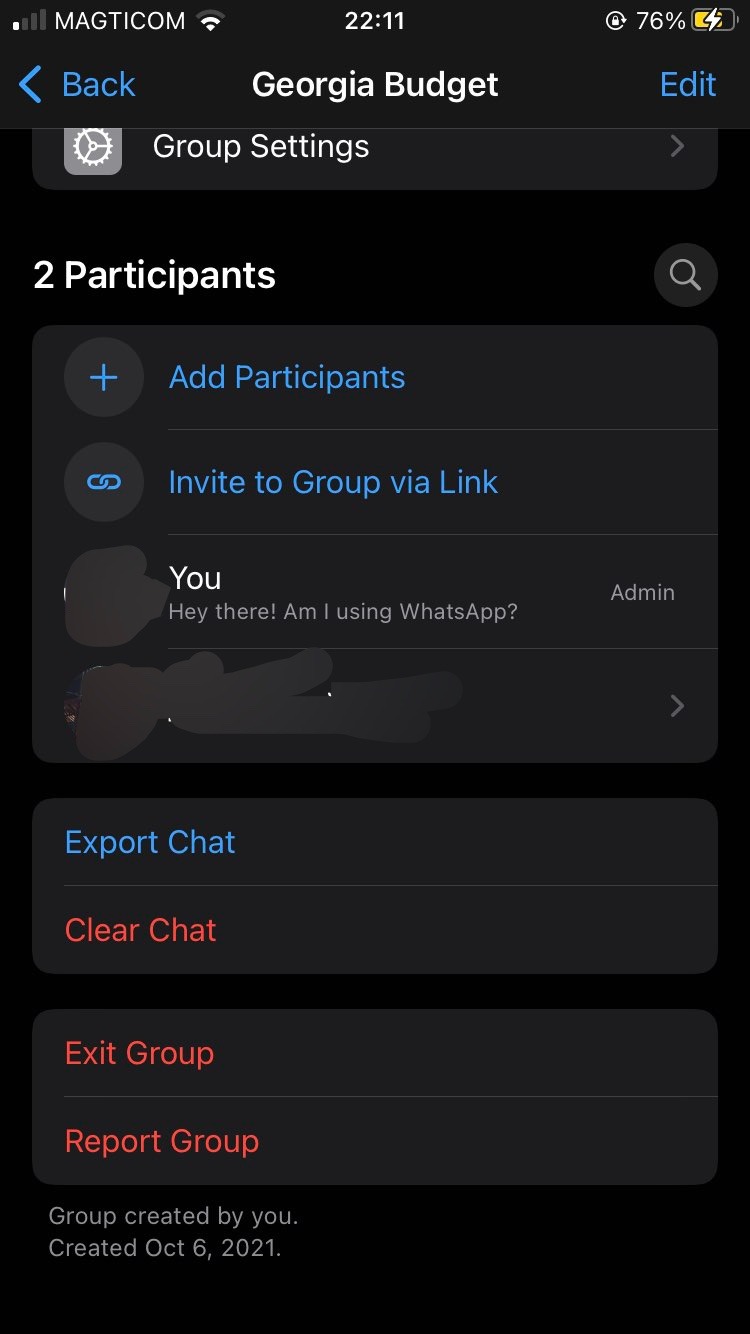 MAGTICOM 22:11 76%
Back Georgia Budget Edit
Group Settings
2 Participants
Add Participants
Invite to Group via Link
You
Hey there! Am I using WhatsApp?
Admin
Export Chat
Clear Chat
Exit Group
Report Group
Group created by you.
Created Oct 6, 2021.